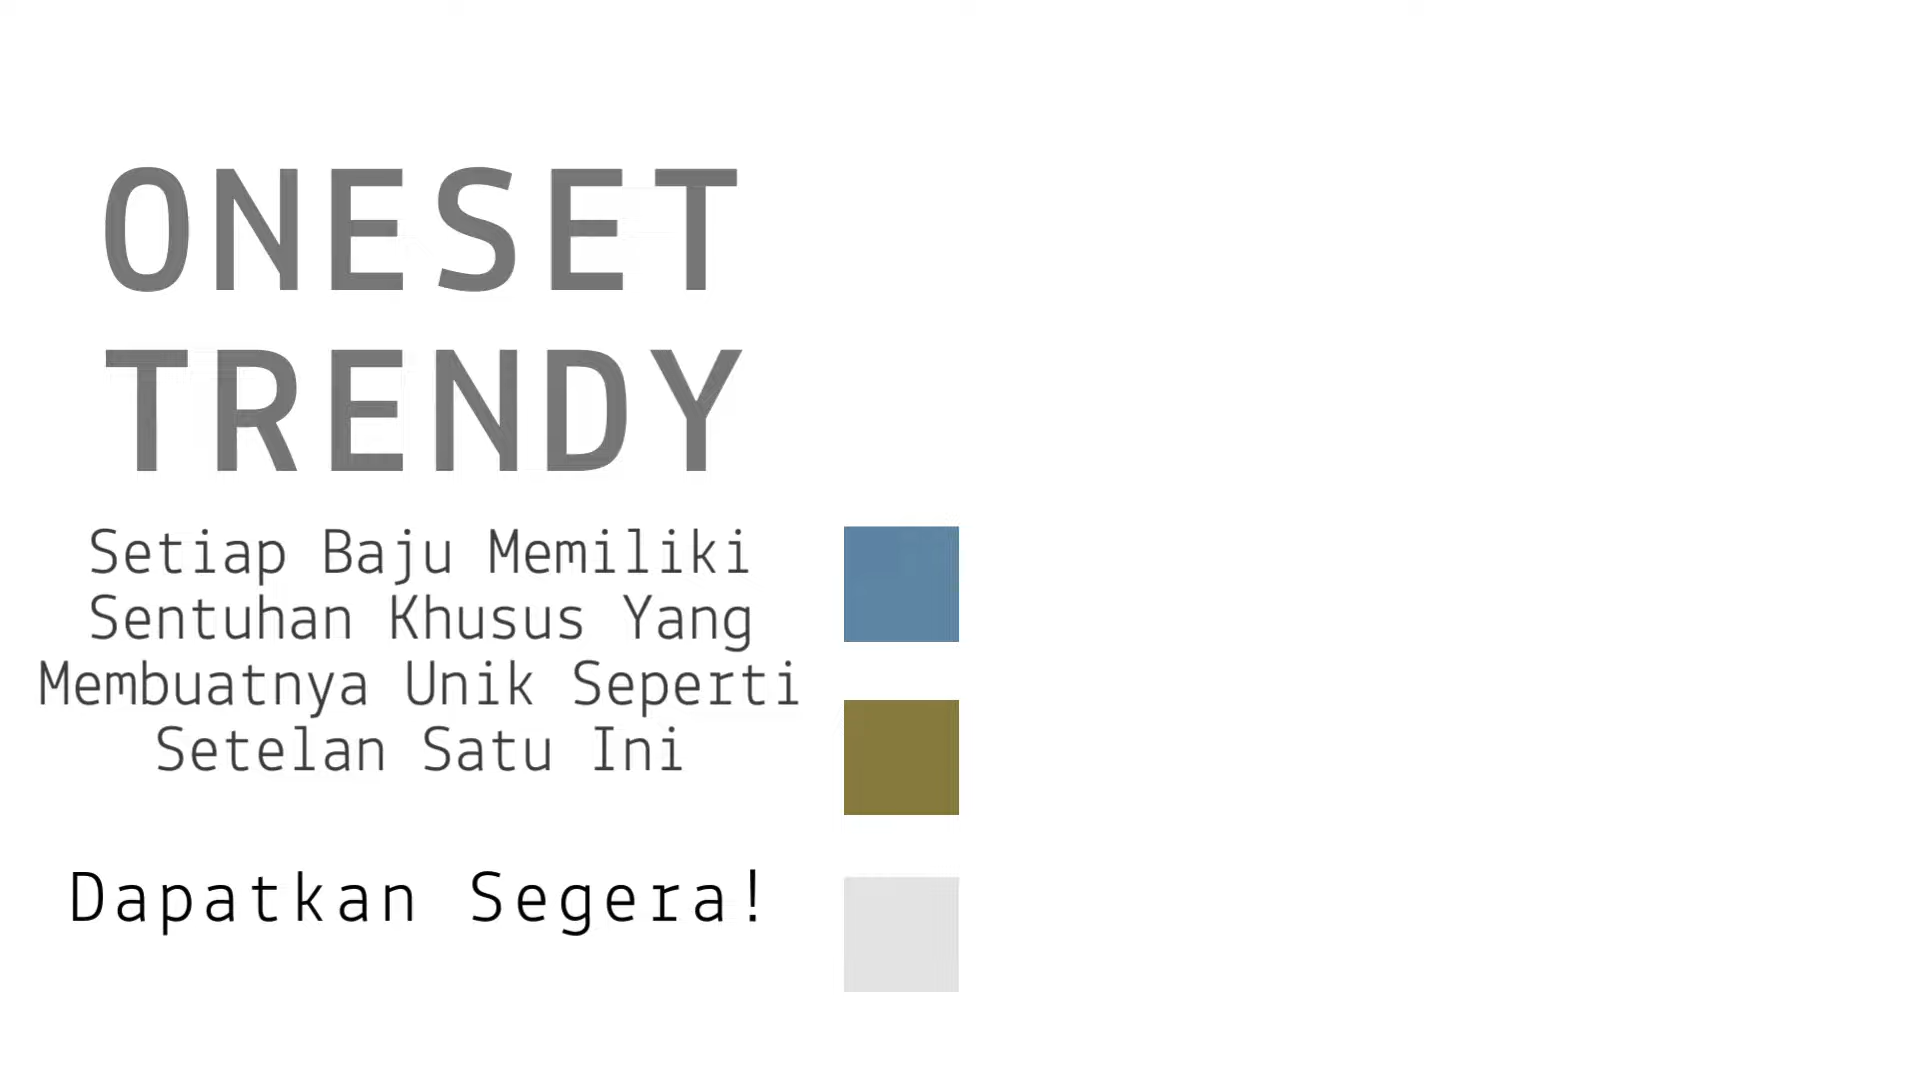 ONESET
TRENDY
Setiap Baju Memiliki
Sentuhan Khusus Yang
Membuatnya Unik Seperti
Setelan Satu Ini
Dapatkan Segera!